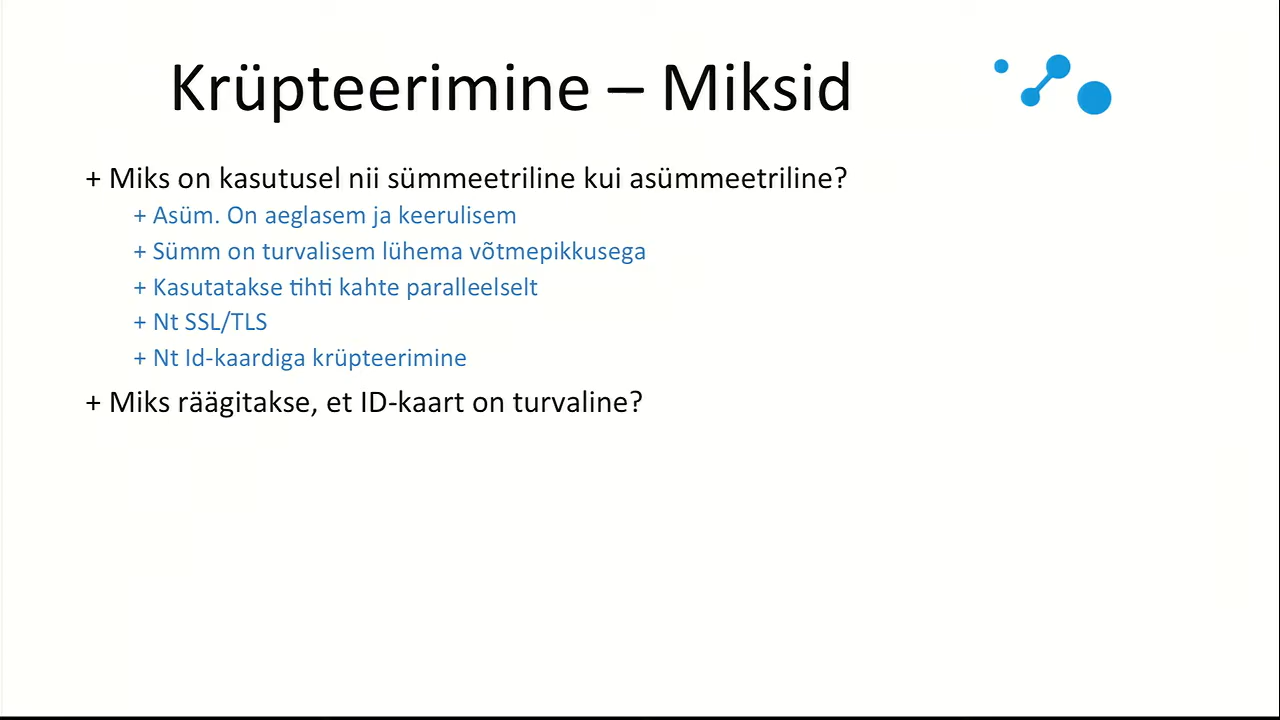 Krüpteerimine – Miksid
+ Miks on kasutusel nii sümmeetriline kui asümmeetriline?
+ Asüm. On aeglasem ja keerulisem
+ Sümm on turvalisem lühema võtmepikkusega
+ Kasutatakse tihti kahte paralleelselt
+ Nt SSL/TLS
+ Nt Id-kaardiga krüpteerimine
+ Miks räägitakse, et ID-kaart on turvaline?